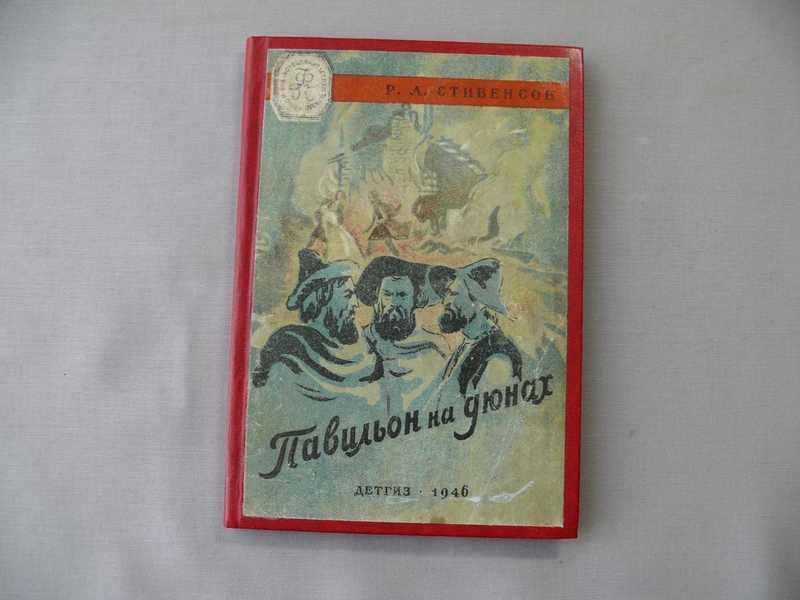 Р. Л. СТИВЕНСОН
Павильон на дюнах
ДЕТГИЗ · 1946